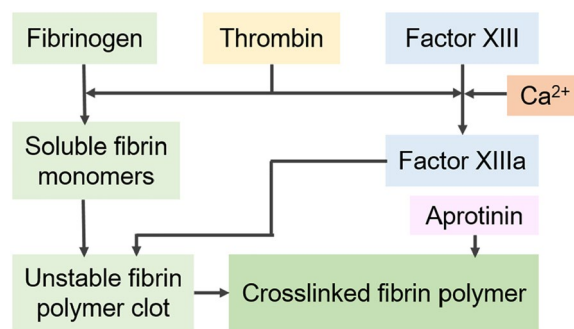 Fibrinogen
Thrombin
Factor XIII
Ca²⁺
Soluble fibrin
monomers
Factor XIIIa
Aprotinin
Unstable fibrin
polymer clot
Crosslinked fibrin polymer